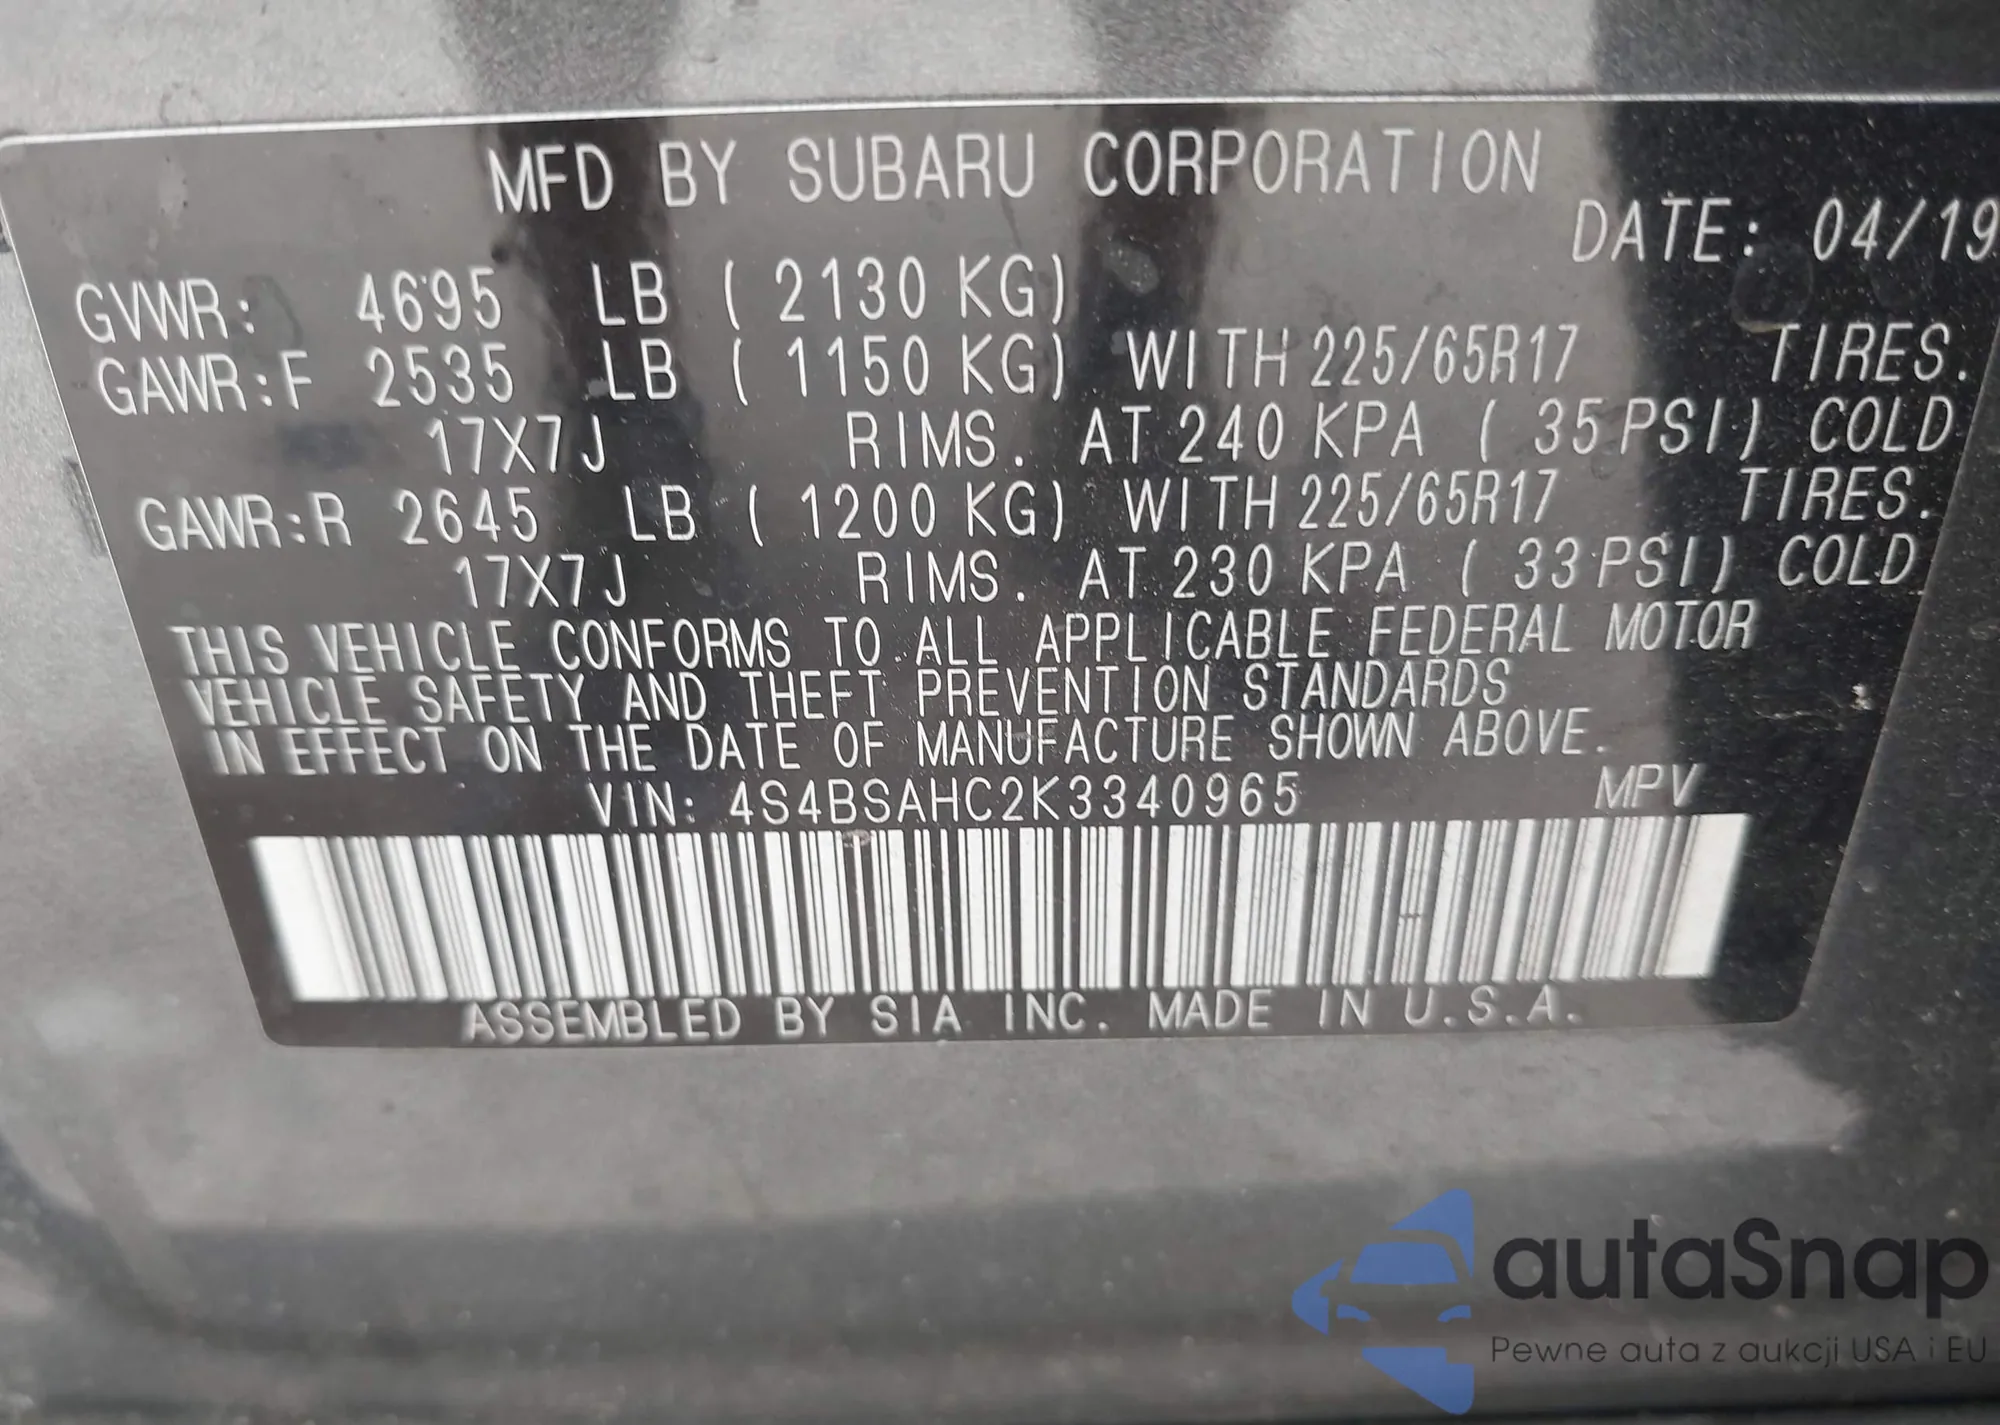 MFD BY SUBARU CORPORATION
DATE: 04/19
GVWR: 4695 LB ( 2130 KG)
GAWR:F 2535 LB ( 1150 KG) WITH 225/65R17 TIRES.
17X7J RIMS. AT 240 KPA ( 35 PSI) COLD
GAWR:R 2645 LB ( 1200 KG) WITH 225/65R17 TIRES.
17X7J RIMS. AT 230 KPA ( 33 PSI) COLD
THIS VEHICLE CONFORMS TO ALL APPLICABLE FEDERAL MOTOR
VEHICLE SAFETY AND THEFT PREVENTION STANDARDS
IN EFFECT ON THE DATE OF MANUFACTURE SHOWN ABOVE.
VIN: 4S4BSAHC2K3340965 MPV
ASSEMBLED BY SIA INC. MADE IN U.S.A.
autaSnap
Pewne auta z aukcji USA i EU